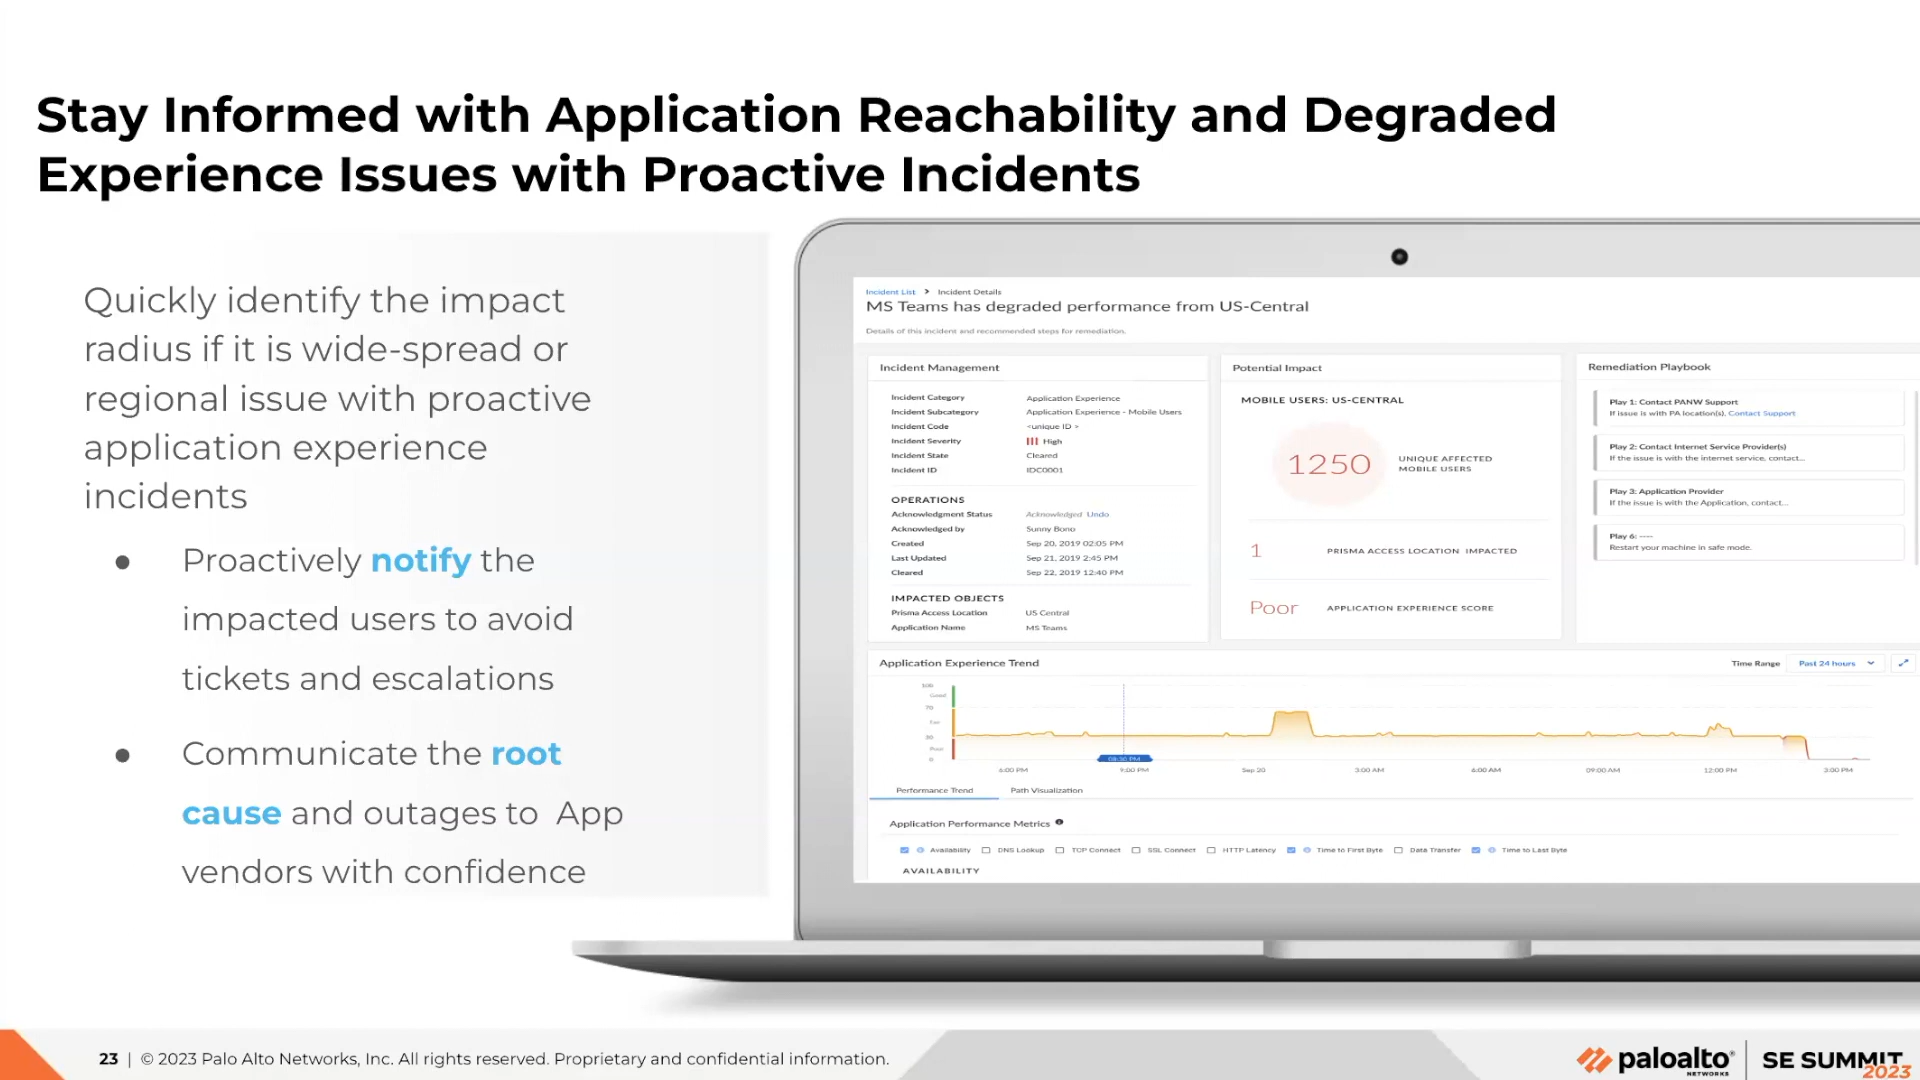 Stay Informed with Application Reachability and Degraded
Experience Issues with Proactive Incidents
Quickly identify the impact
radius if it is wide-spread or
regional issue with proactive
application experience
incidents
● Proactively notify the
impacted users to avoid
tickets and escalations
● Communicate the root
cause and outages to App
vendors with confidence
Incident List > Incident Details
MS Teams has degraded performance from US-Central
Details of this incident and recommended steps for remediation.
Incident Management
Incident Category Application Experience
Incident Subcategory Application Experience - Mobile Users
Incident Code <unique ID >
Incident Severity High
Incident State Cleared
Incident ID IDC0001
OPERATIONS
Acknowledgment Status Acknowledged Undo
Acknowledged by Sunny Bono
Created Sep 20, 2019 02:05 PM
Last Updated Sep 21, 2019 2:45 PM
Cleared Sep 22, 2019 12:40 PM
IMPACTED OBJECTS
Prisma Access Location US Central
Application Name MS Teams
Potential Impact
MOBILE USERS: US-CENTRAL
1250 UNIQUE AFFECTED
MOBILE USERS
1 PRISMA ACCESS LOCATION IMPACTED
Poor APPLICATION EXPERIENCE SCORE
Remediation Playbook
Play 1: Contact PANW Support
If issue is with PA location(s), Contact Support
Play 2: Contact Internet Service Provider(s)
If the issue is with the internet service, contact...
Play 3: Application Provider
If the issue is with the Application, contact...
Play 6: ----
Restart your machine in safe mode.
Application Experience Trend
Time Range Past 24 hours
100
Good
70
Fair
30
Poor
0
08:30 PM
6:00 PM 9:00 PM Sep 20 3:00 AM 6:00 AM 09:00 AM 12:00 PM 3:00 PM
Performance Trend Path Visualization
Application Performance Metrics
Availability DNS Lookup TCP Connect SSL Connect HTTP Latency Time to First Byte Data Transfer Time to Last Byte
AVAILABILITY
23 | © 2023 Palo Alto Networks, Inc. All rights reserved. Proprietary and confidential information.
paloalto
NETWORKS
SE SUMMIT
2023